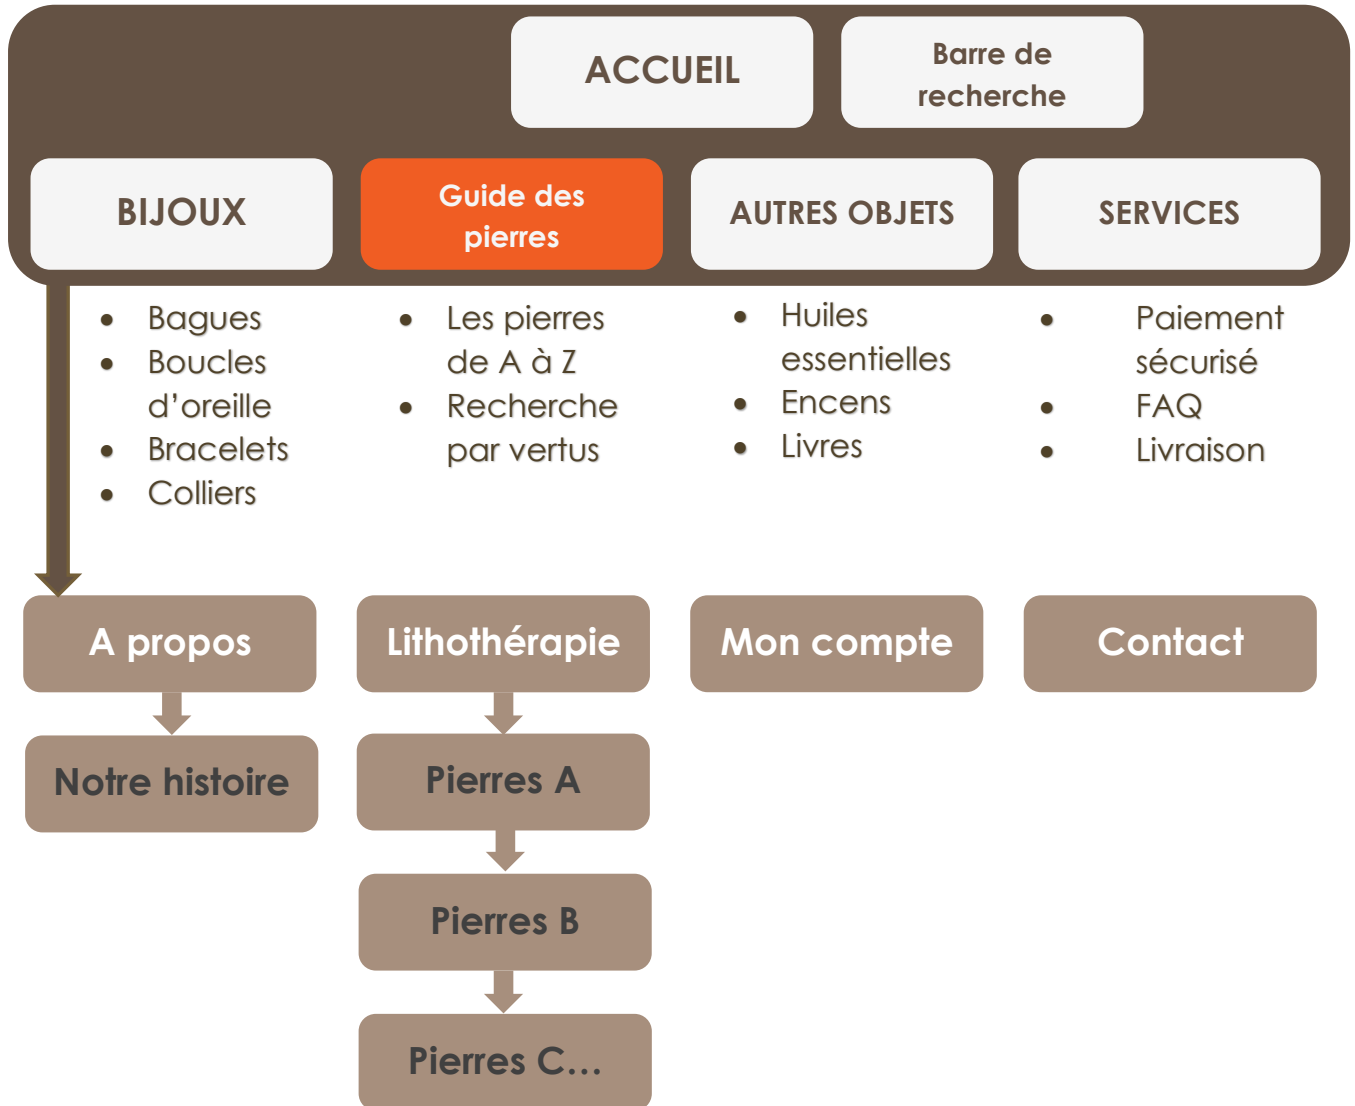 ACCUEIL
Barre de
recherche
BIJOUX
Guide des
pierres
AUTRES OBJETS
SERVICES
• Bagues
• Boucles
d’oreille
• Bracelets
• Colliers
• Les pierres
de A à Z
• Recherche
par vertus
• Huiles
essentielles
• Encens
• Livres
• Paiement
sécurisé
• FAQ
• Livraison
A propos
Lithothérapie
Mon compte
Contact
Notre histoire
Pierres A
Pierres B
Pierres C…